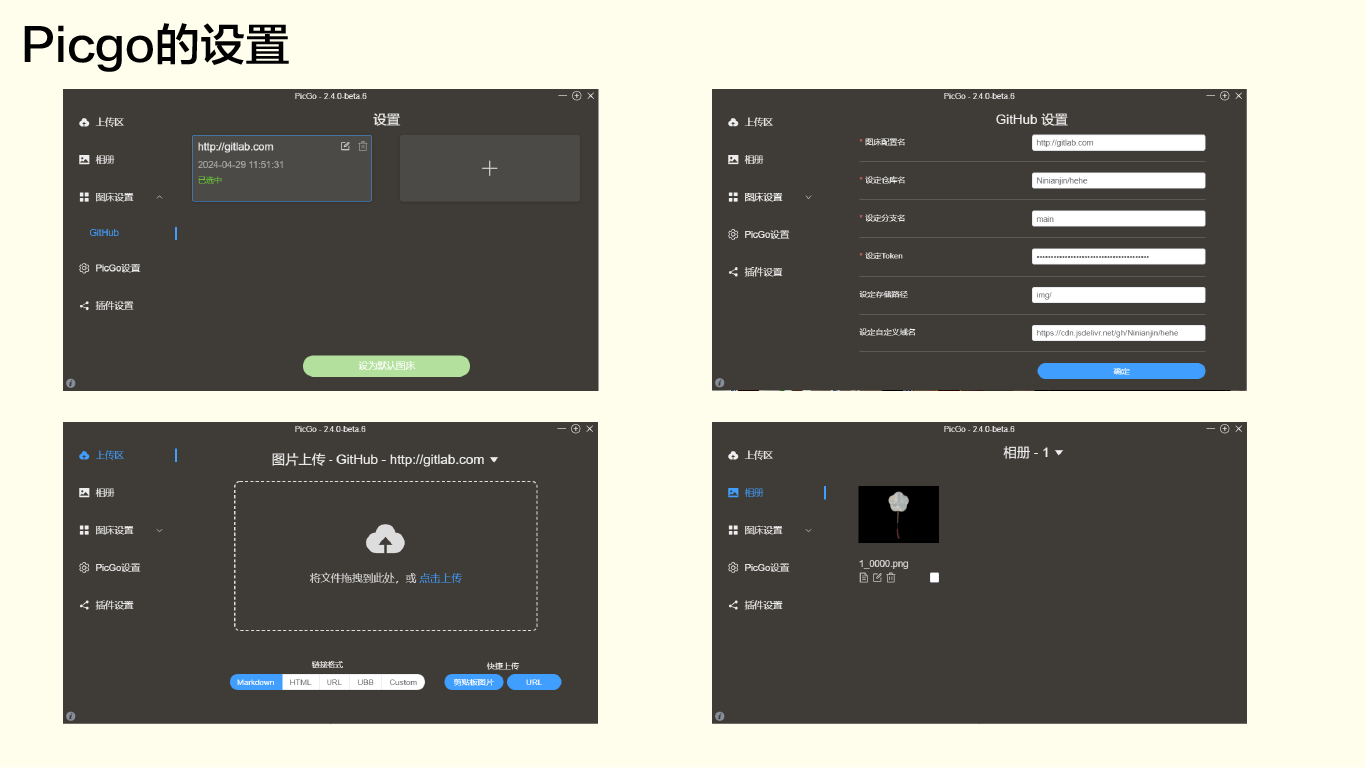 Picgo的设置
PicGo - 2.4.0-beta.6
上传区
相册
图床设置
GitHub
PicGo设置
插件设置
设置
http://gitlab.com
2024-04-29 11:51:31
已选中
设为默认图床
PicGo - 2.4.0-beta.6
上传区
相册
图床设置
PicGo设置
插件设置
GitHub 设置
* 图床配置名 http://gitlab.com
* 设定仓库名 Ninianjin/hehe
* 设定分支名 main
* 设定Token
设定存储路径 img/
设定自定义域名 https://cdn.jsdelivr.net/gh/Ninianjin/hehe
确定
PicGo - 2.4.0-beta.6
上传区
相册
图床设置
PicGo设置
插件设置
图片上传 - GitHub - http://gitlab.com
将文件拖拽到此处，或 点击上传
链接格式
Markdown HTML URL UBB Custom
快捷上传
剪贴板图片 URL
PicGo - 2.4.0-beta.6
上传区
相册
图床设置
PicGo设置
插件设置
相册 - 1
1_0000.png